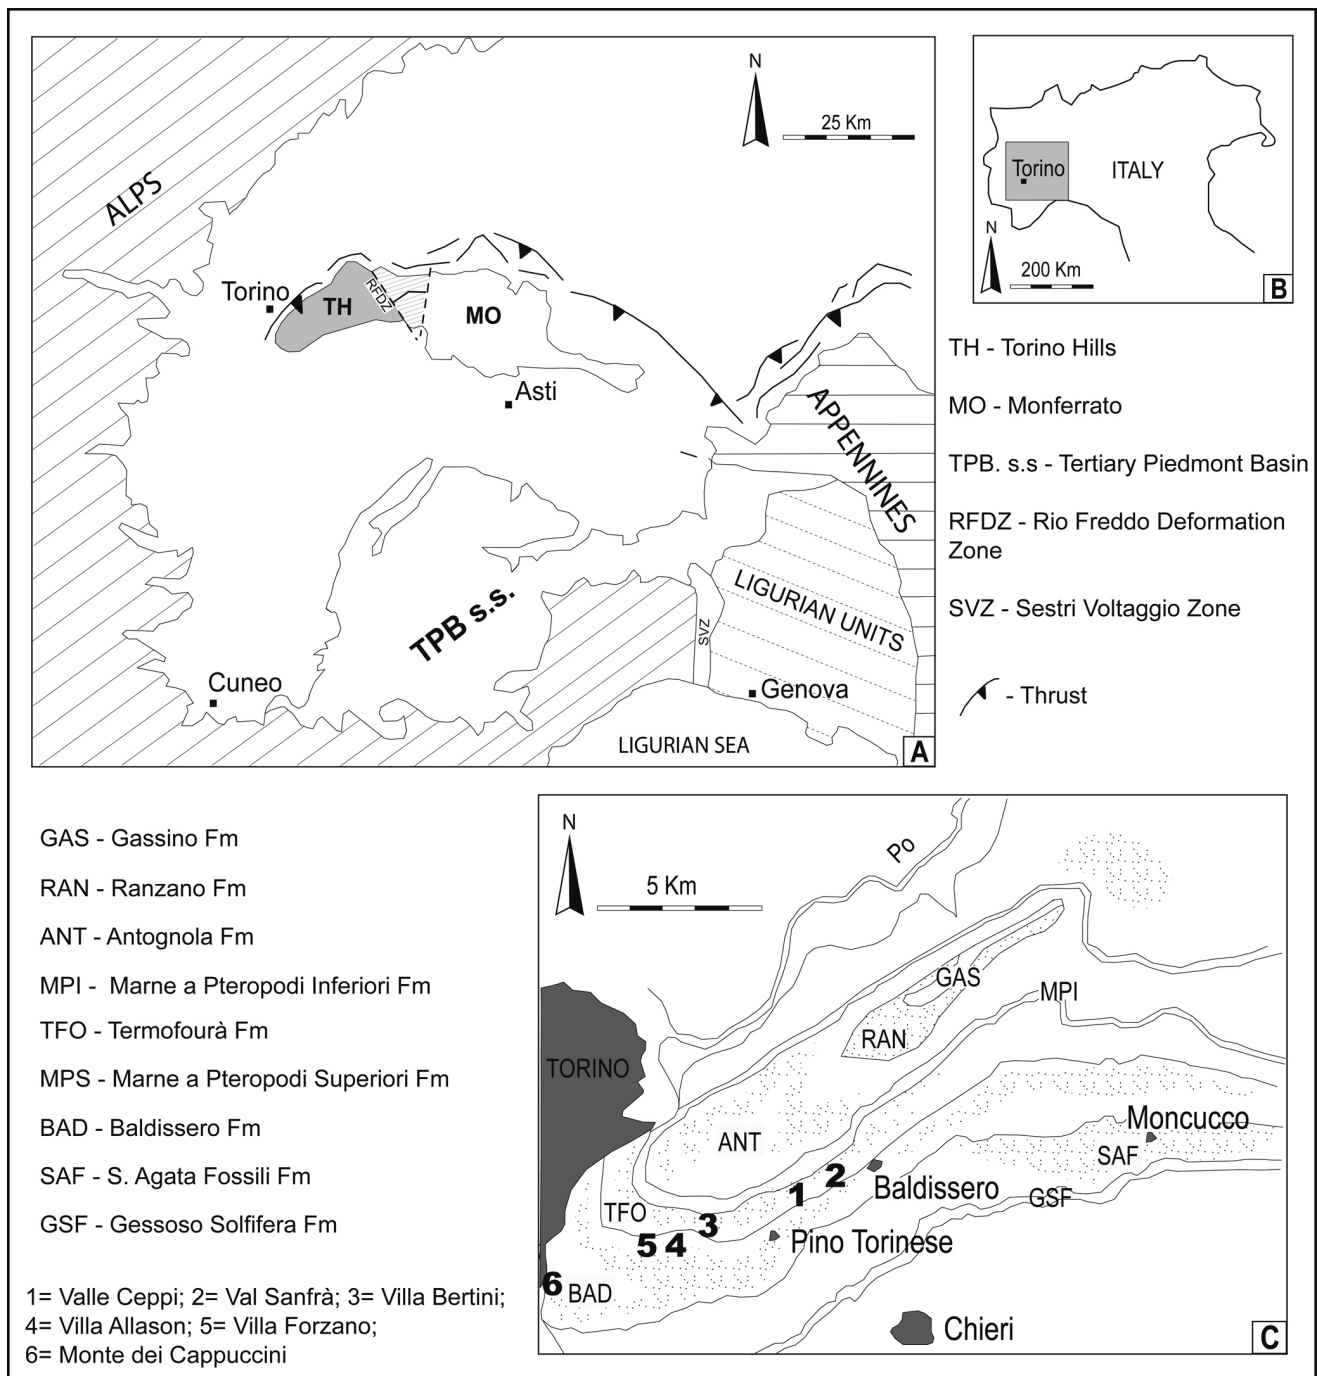 N
25 Km
ALPS
Torino
TH
RFDZ
MO
Asti
APPENNINES
TPB s.s.
LIGURIAN UNITS
SVZ
Cuneo
Genova
LIGURIAN SEA
A
Torino
ITALY
N
200 Km
B
TH - Torino Hills
MO - Monferrato
TPB. s.s - Tertiary Piedmont Basin
RFDZ - Rio Freddo Deformation
Zone
SVZ - Sestri Voltaggio Zone
- Thrust
GAS - Gassino Fm
RAN - Ranzano Fm
ANT - Antognola Fm
MPI - Marne a Pteropodi Inferiori Fm
TFO - Termofourà Fm
MPS - Marne a Pteropodi Superiori Fm
BAD - Baldissero Fm
SAF - S. Agata Fossili Fm
GSF - Gessoso Solfifera Fm
1= Valle Ceppi; 2= Val Sanfrà; 3= Villa Bertini;
4= Villa Allason; 5= Villa Forzano;
6= Monte dei Cappuccini
N
5 Km
Po
GAS
MPI
RAN
TORINO
ANT
Moncucco
SAF
2
Baldissero
1
GSF
TFO
3
5 4
Pino Torinese
6
BAD
Chieri
C